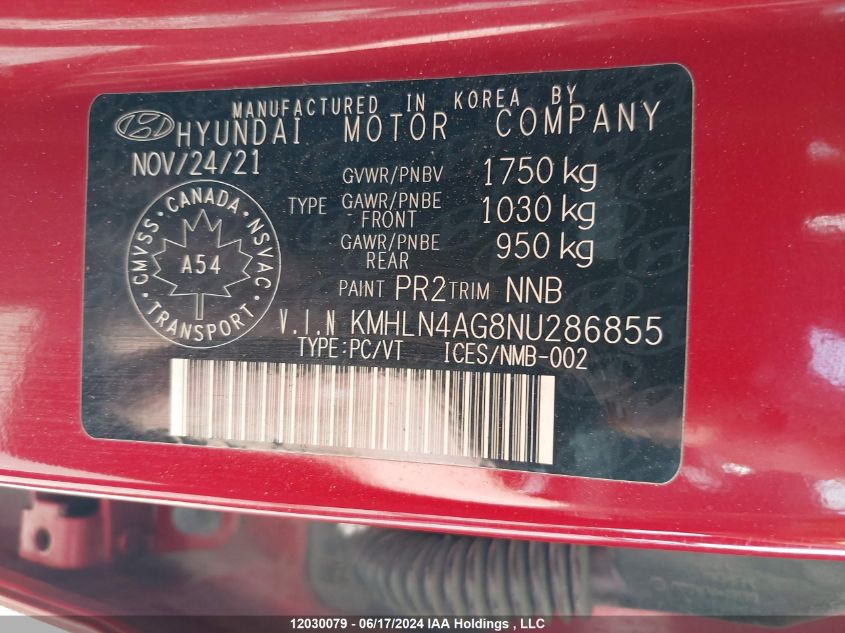 MANUFACTURED IN KOREA BY
HYUNDAI MOTOR COMPANY
NOV/24/21
GVWR/PNBV 1750 kg
TYPE GAWR/PNBE FRONT 1030 kg
GAWR/PNBE REAR 950 kg
CMVSS · CANADA · NSVAC
A54
· TRANSPORT ·
PAINT PR2 TRIM NNB
V.I.N KMHLN4AG8NU286855
TYPE:PC/VT ICES/NMB-002
12030079 - 06/17/2024 IAA Holdings , LLC